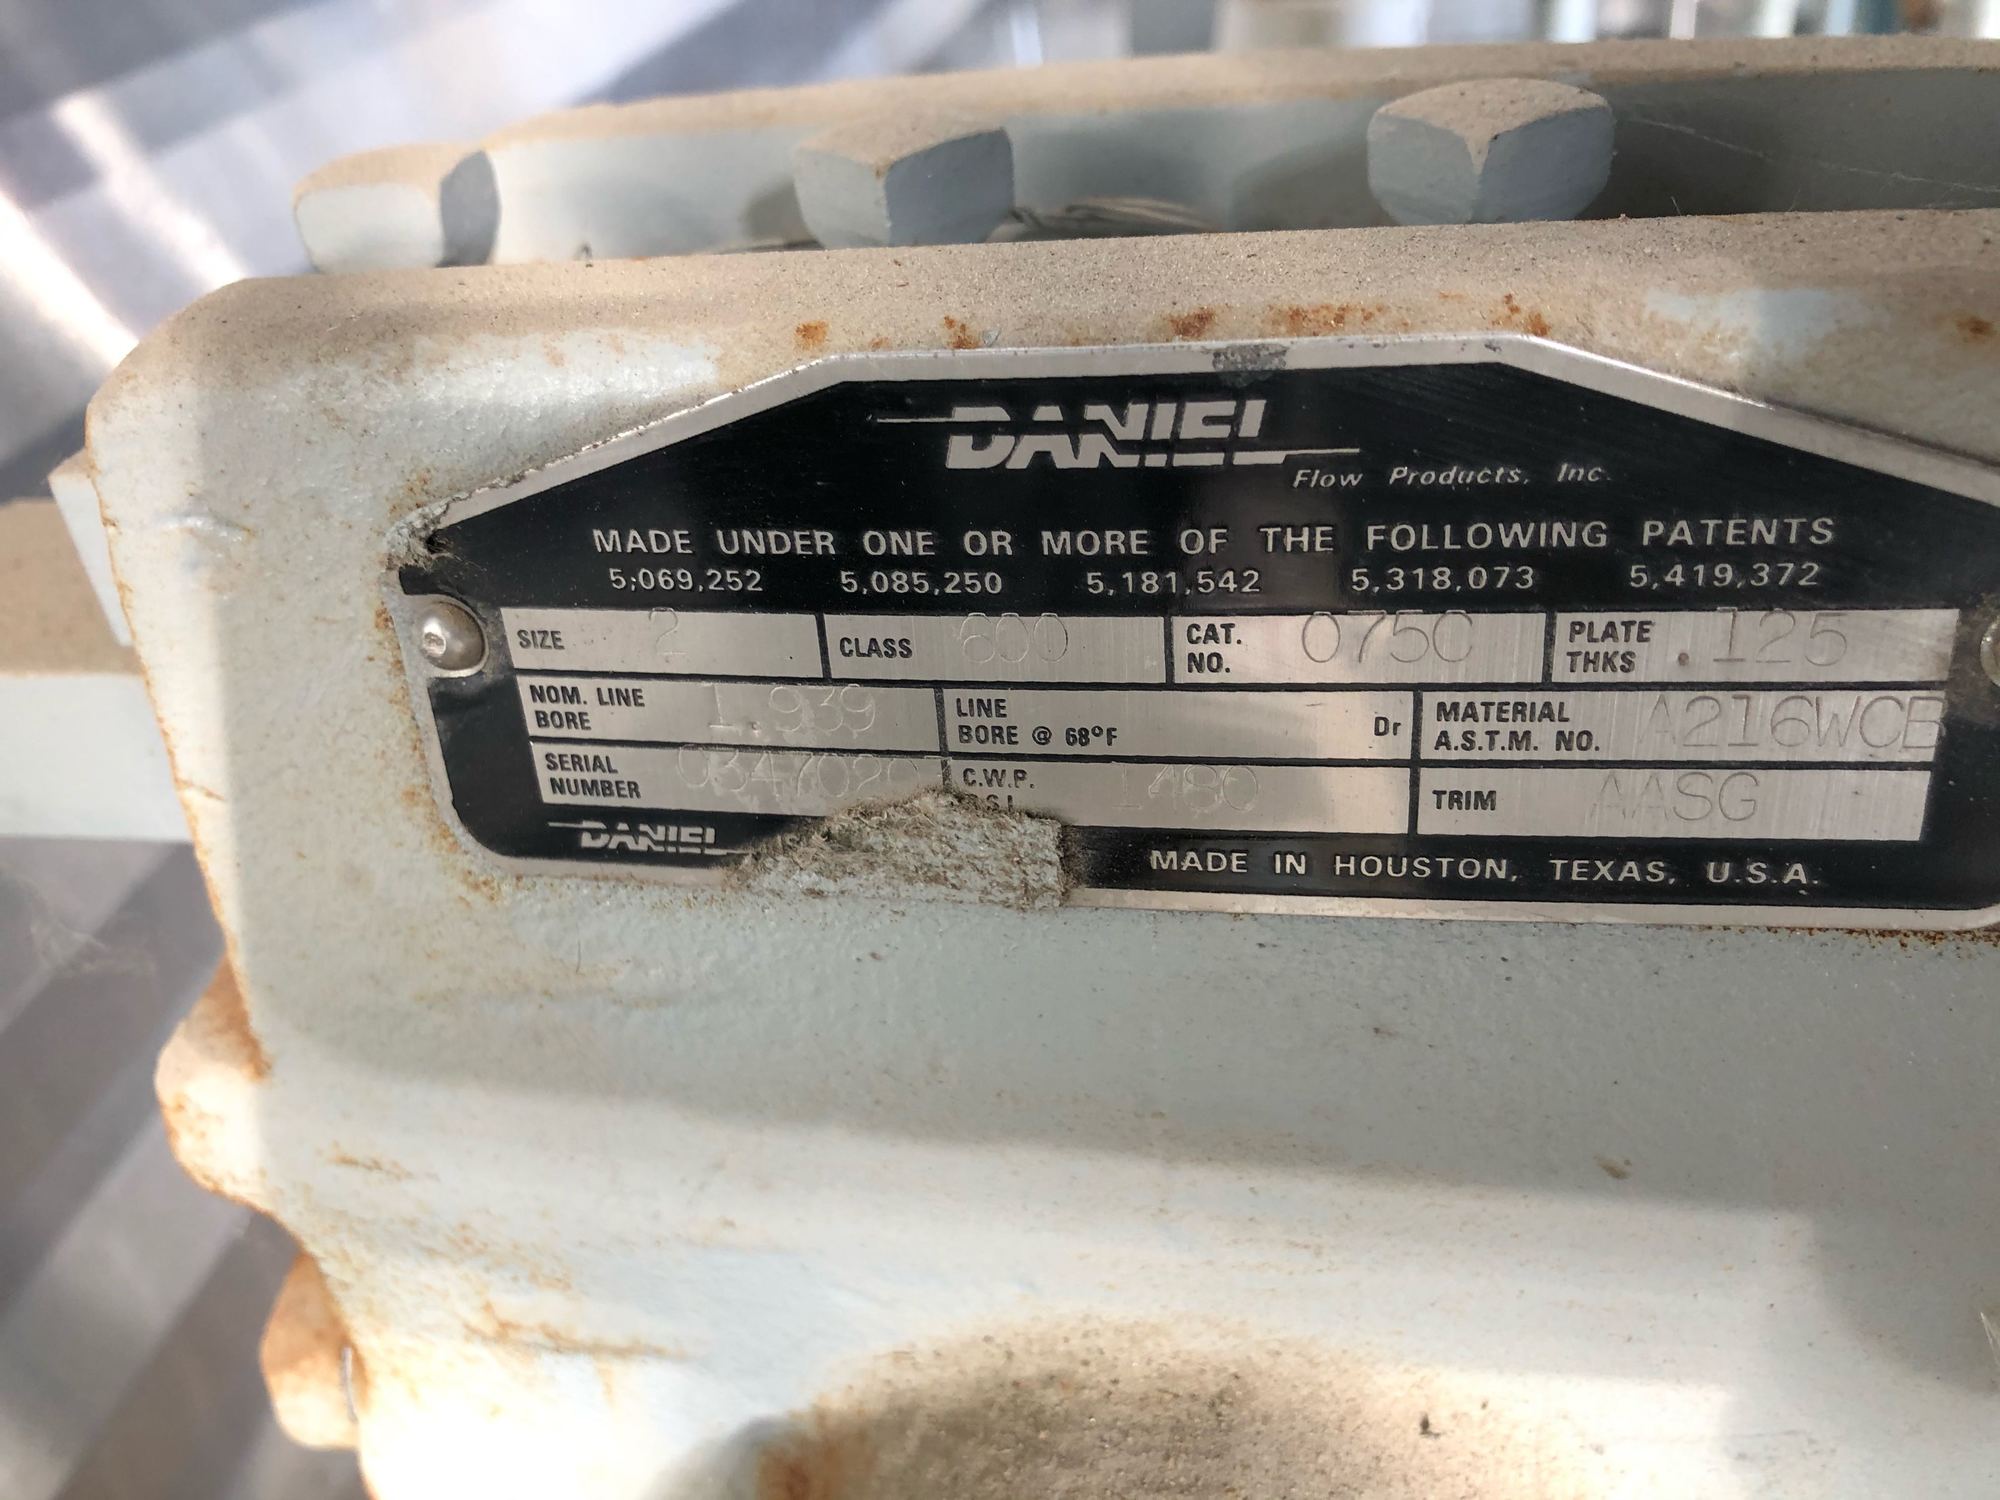 DANIEL
Flow Products, Inc.
MADE UNDER ONE OR MORE OF THE FOLLOWING PATENTS
5,069,252 5,085,250 5,181,542 5,318,073 5,419,372
SIZE 2 CLASS 600 CAT. NO. 075C PLATE THKS .125
NOM. LINE BORE 1.939 LINE BORE @ 68°F Dr MATERIAL A.S.T.M. NO. A216WCB
SERIAL NUMBER C.W.P. 1480 TRIM AASG
DANIEL MADE IN HOUSTON, TEXAS, U.S.A.